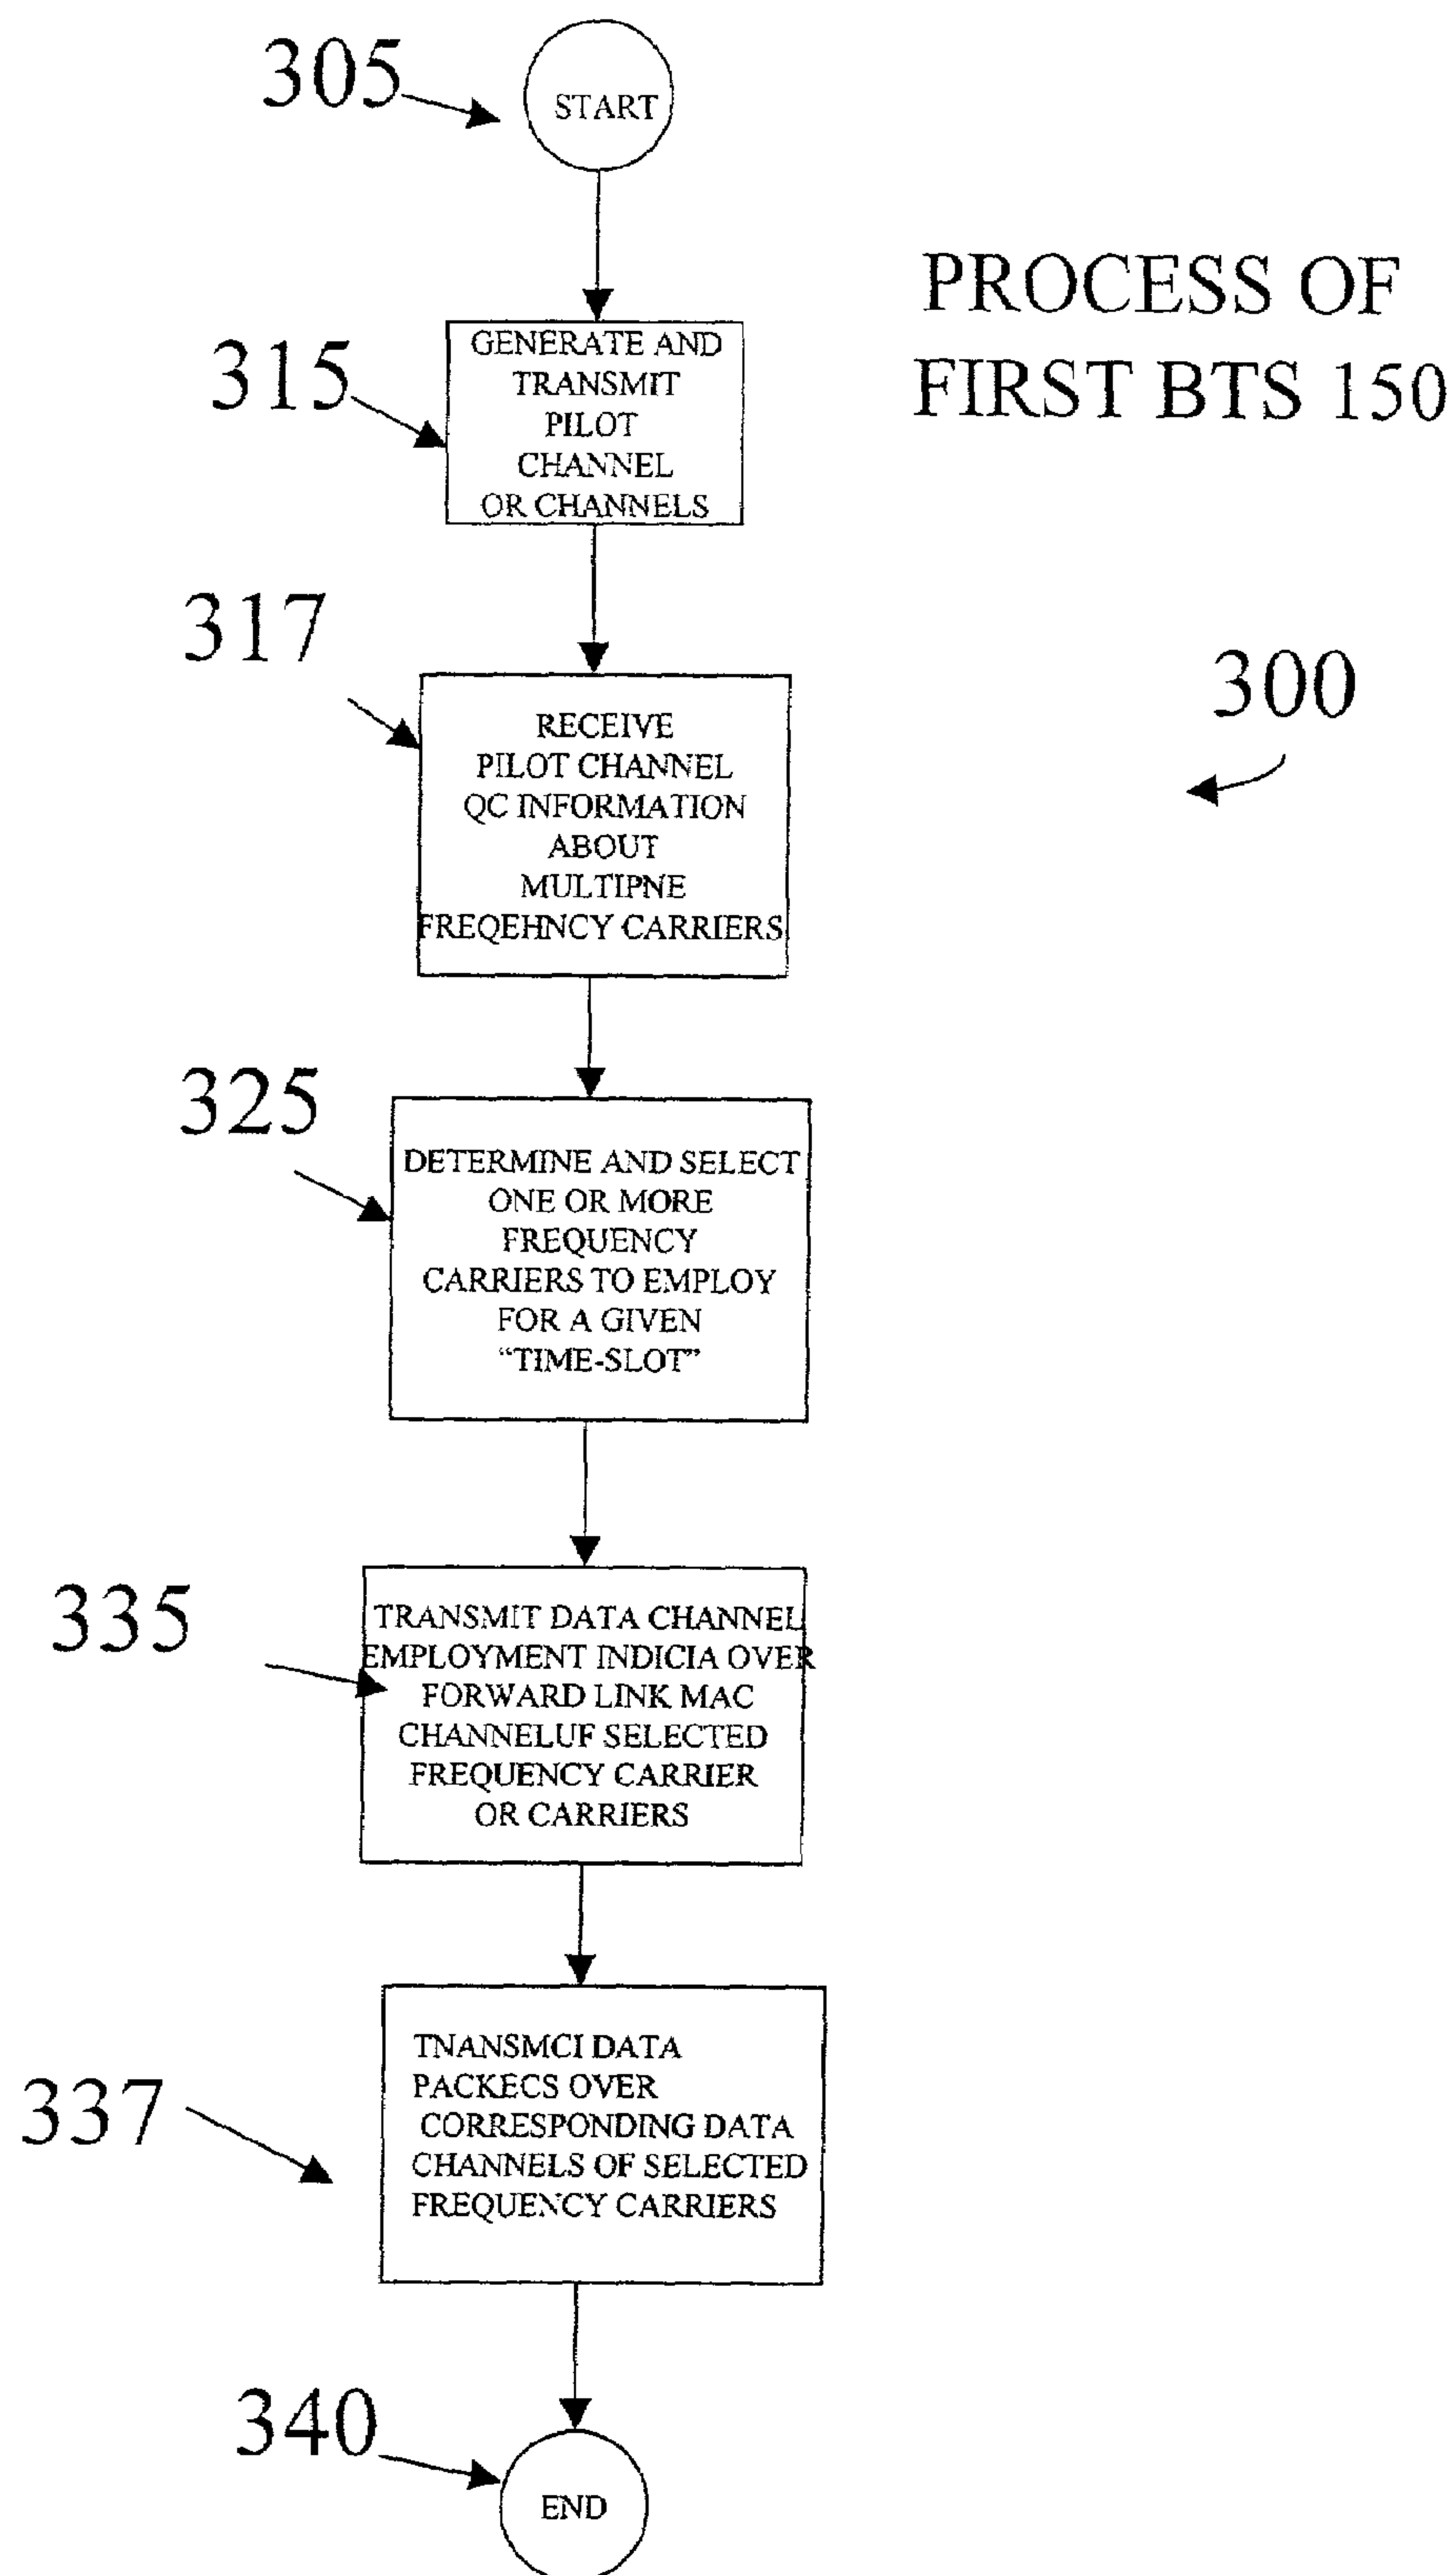 305
START
PROCESS OF
FIRST BTS 150
315
GENERATE AND
TRANSMIT
PILOT
CHANNEL
OR CHANNELS
317
RECEIVE
PILOT CHANNEL
QC INFORMATION
ABOUT
MULTIPNE
FREQEHNCY CARRIERS
300
325
DETERMINE AND SELECT
ONE OR MORE
FREQUENCY
CARRIERS TO EMPLOY
FOR A GIVEN
“TIME-SLOT”
335
TRANSMIT DATA CHANNEL
EMPLOYMENT INDICIA OVER
FORWARD LINK MAC
CHANNELUF SELECTED
FREQUENCY CARRIER
OR CARRIERS
337
TNANSMCI DATA
PACKECS OVER
CORRESPONDING DATA
CHANNELS OF SELECTED
FREQUENCY CARRIERS
340
END